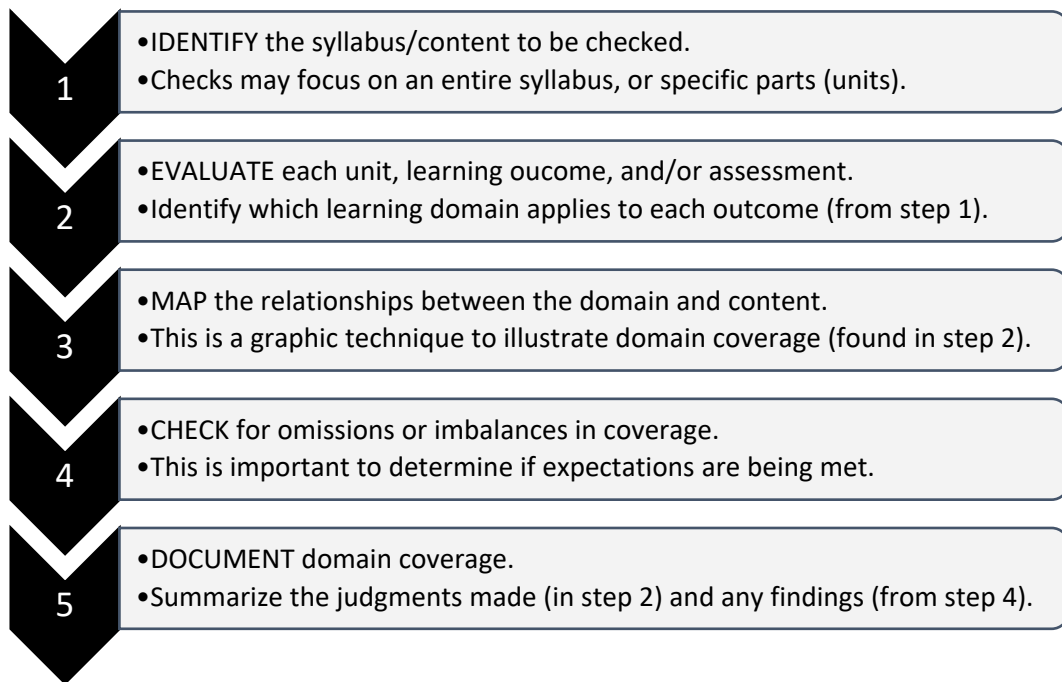 1
•IDENTIFY the syllabus/content to be checked.
•Checks may focus on an entire syllabus, or specific parts (units).
2
•EVALUATE each unit, learning oucome, and/or assessment.
•Identify which learning domain applies to each outcome (from step 1).
3
•MAP the relationships between the domain and content.
•This is a graphic technique to illustrate domain coverage (found in step 2).
4
•CHECK for omissions or imbalances in coverage.
•This is important to determine if expectations are being met.
5
•DOCUMENT domain coverage.
•Summarize the judgments made (in step 2) and any findings (from step 4).